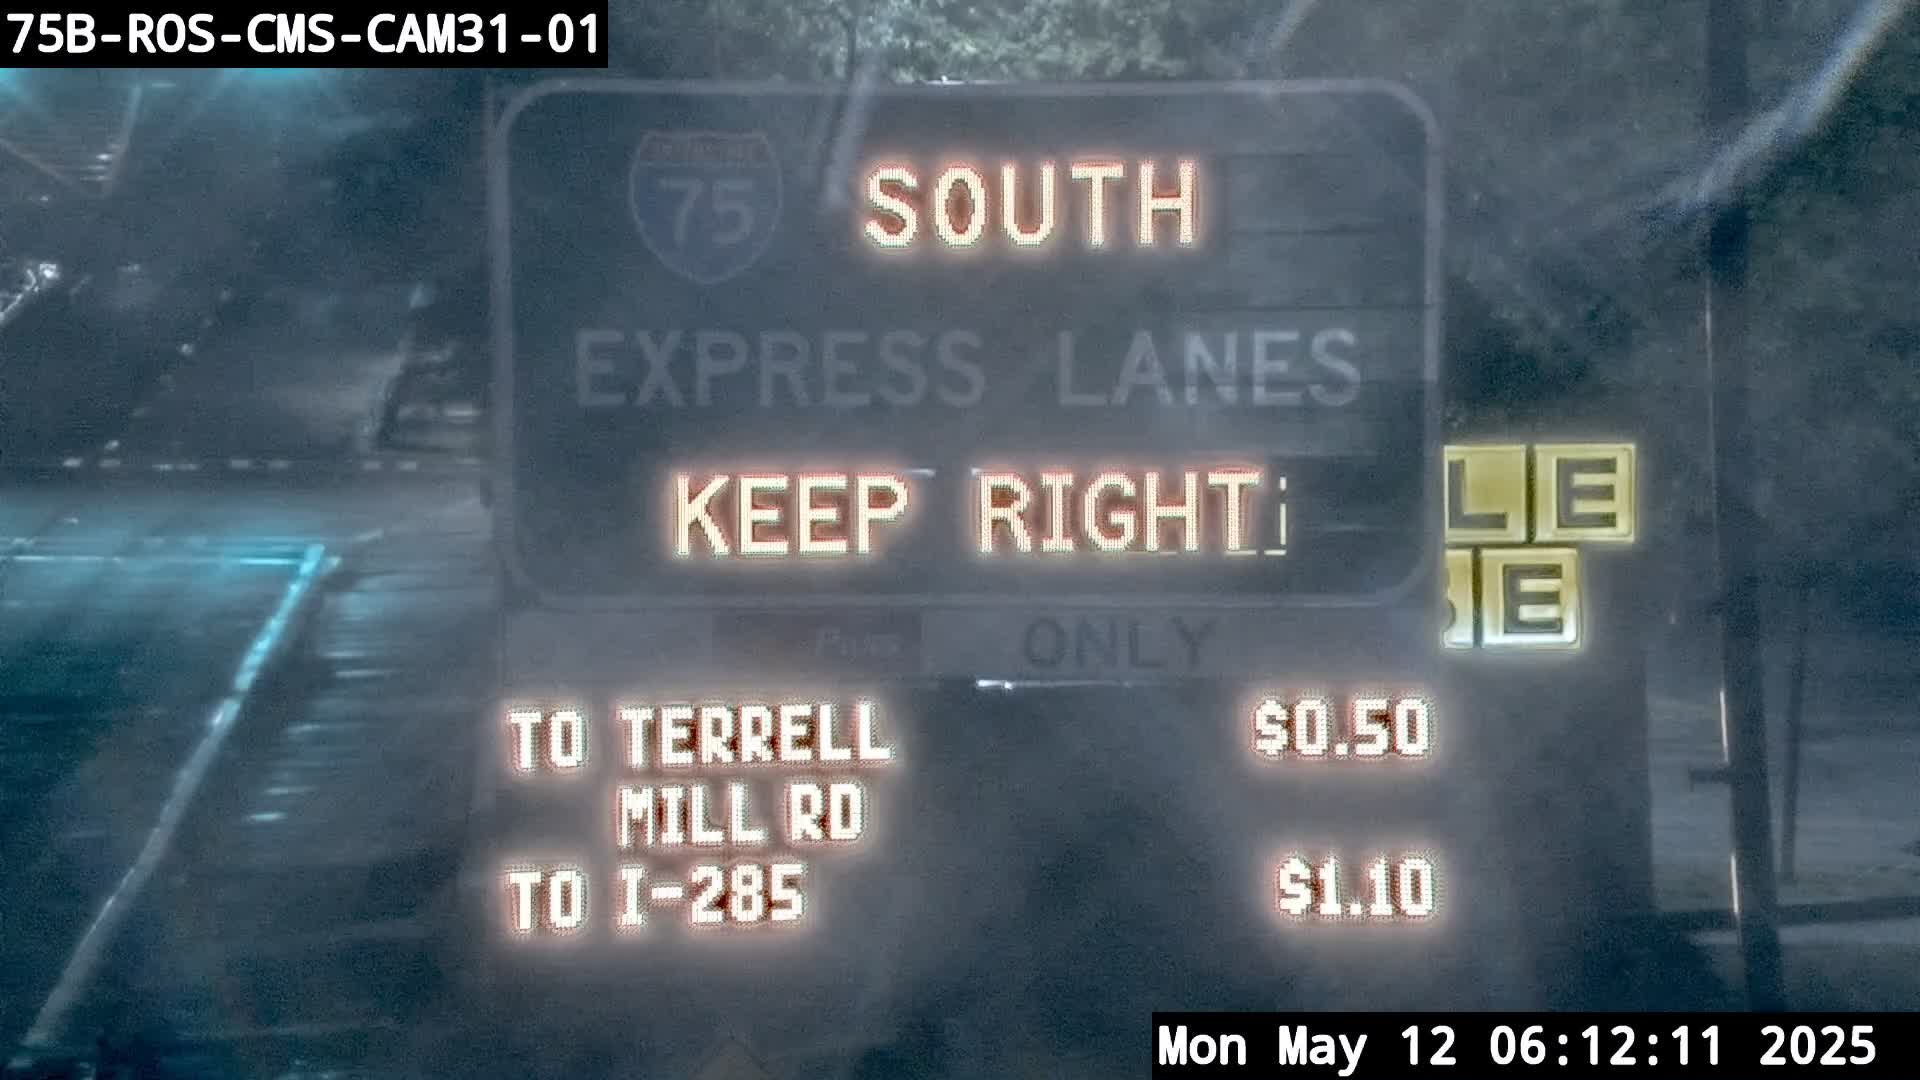 75B-ROS-CMS-CAM31-01
75 SOUTH
EXPRESS LANES
KEEP RIGHT
LE
E
ONLY
TO TERRELL $0.50
MILL RD
TO I-285 $1.10
Mon May 12 06:12:11 2025